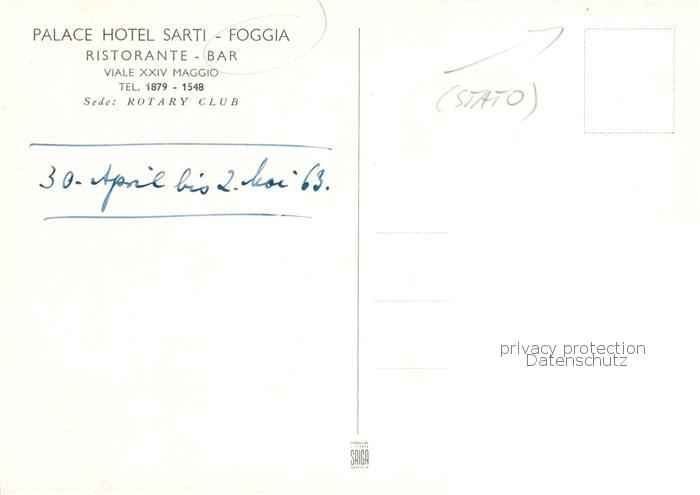 PALACE HOTEL SARTI - FOGGIA
RISTORANTE - BAR
VIALE XXIV MAGGIO
TEL. 1879 - 1548
Sede: ROTARY CLUB
30. April bis 2. Mai 63.
(STATO)
privacy protection
Datenschutz
SAIGA
GENOVA